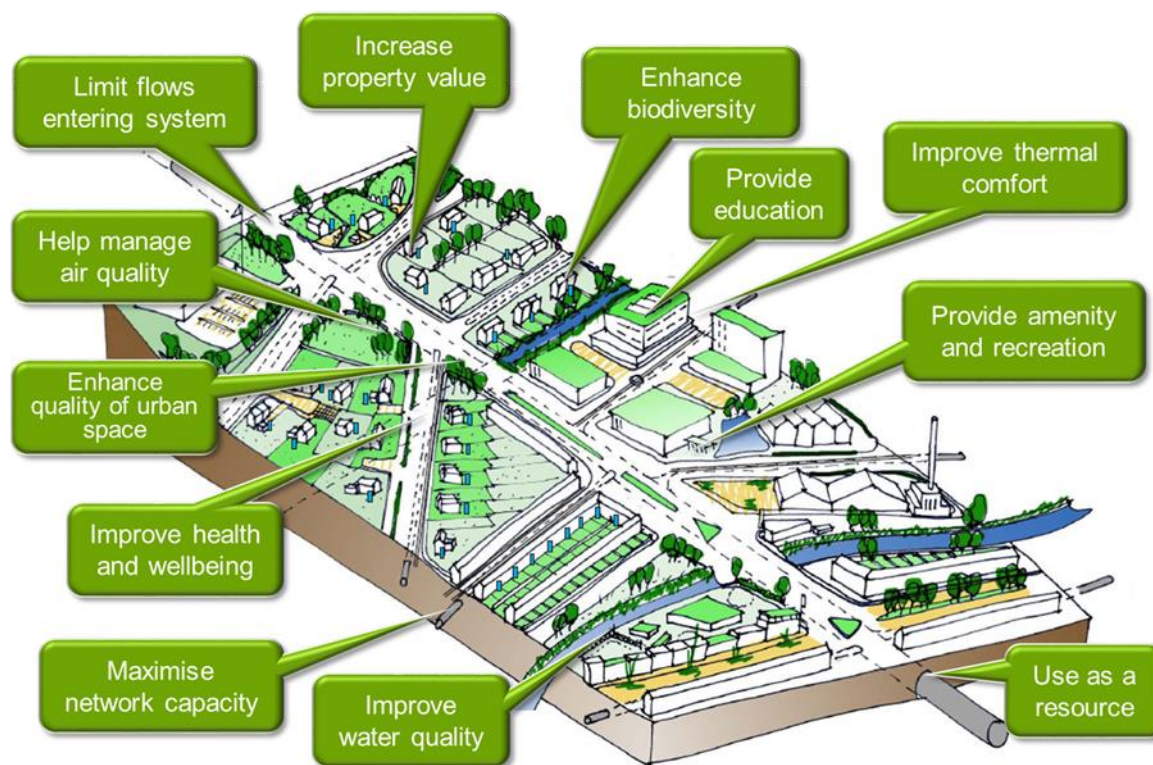 Increase
property value
Limit flows
entering system
Enhance
biodiversity
Improve thermal
comfort
Provide
education
Help manage
air quality
Provide amenity
and recreation
Enhance
quality of urban
space
Improve health
and wellbeing
Maximise
network capacity
Improve
water quality
Use as a
resource